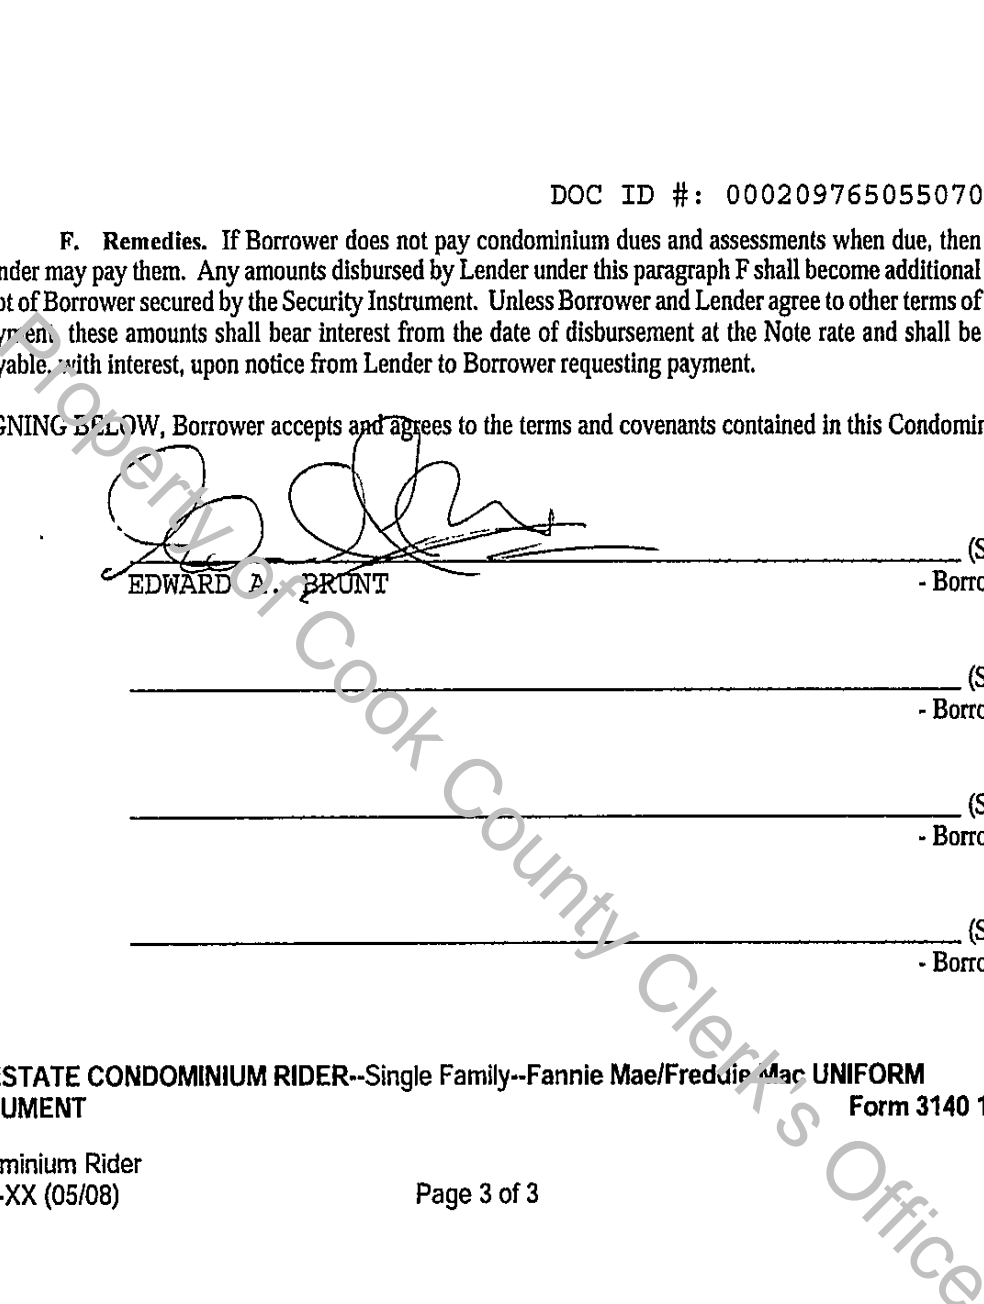 DOC ID #: 000209765055070
F. Remedies. If Borrower does not pay condominium dues and assessments when due, then
nder may pay them. Any amounts disbursed by Lender under this paragraph F shall become additional
bt of Borrower secured by the Security Instrument. Unless Borrower and Lender agree to other terms of
yment, these amounts shall bear interest from the date of disbursement at the Note rate and shall be
yable, with interest, upon notice from Lender to Borrower requesting payment.
GNING BELOW, Borrower accepts and agrees to the terms and covenants contained in this Condomin
(S
EDWARD A. BRUNT - Borro
(S
- Borro
(S
- Borro
(S
- Borro
ESTATE CONDOMINIUM RIDER--Single Family--Fannie Mae/Freddie Mac UNIFORM
UMENT Form 3140 1
minium Rider
-XX (05/08) Page 3 of 3
Property of Cook County Clerk's Office